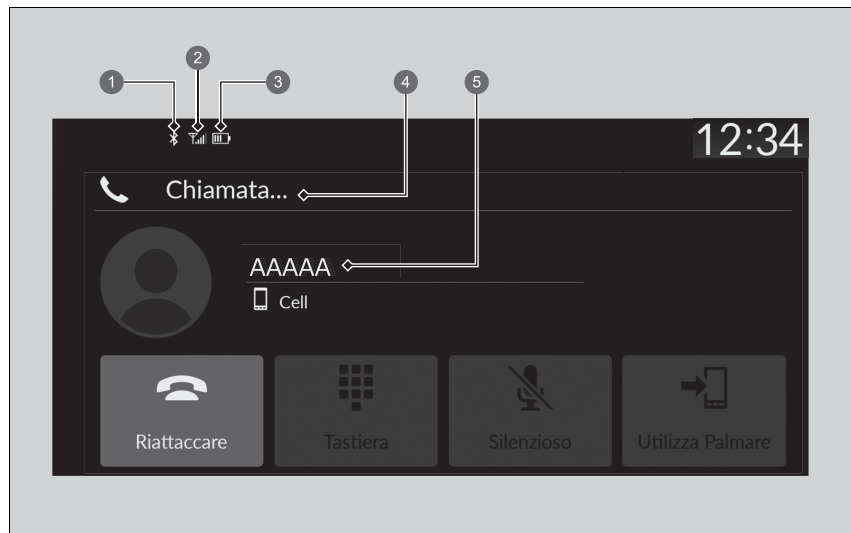 1 2 3 4 5
12:34
Chiamata...
AAAAA
Cell
Riattaccare Tastiera Silenzioso Utilizza Palmare